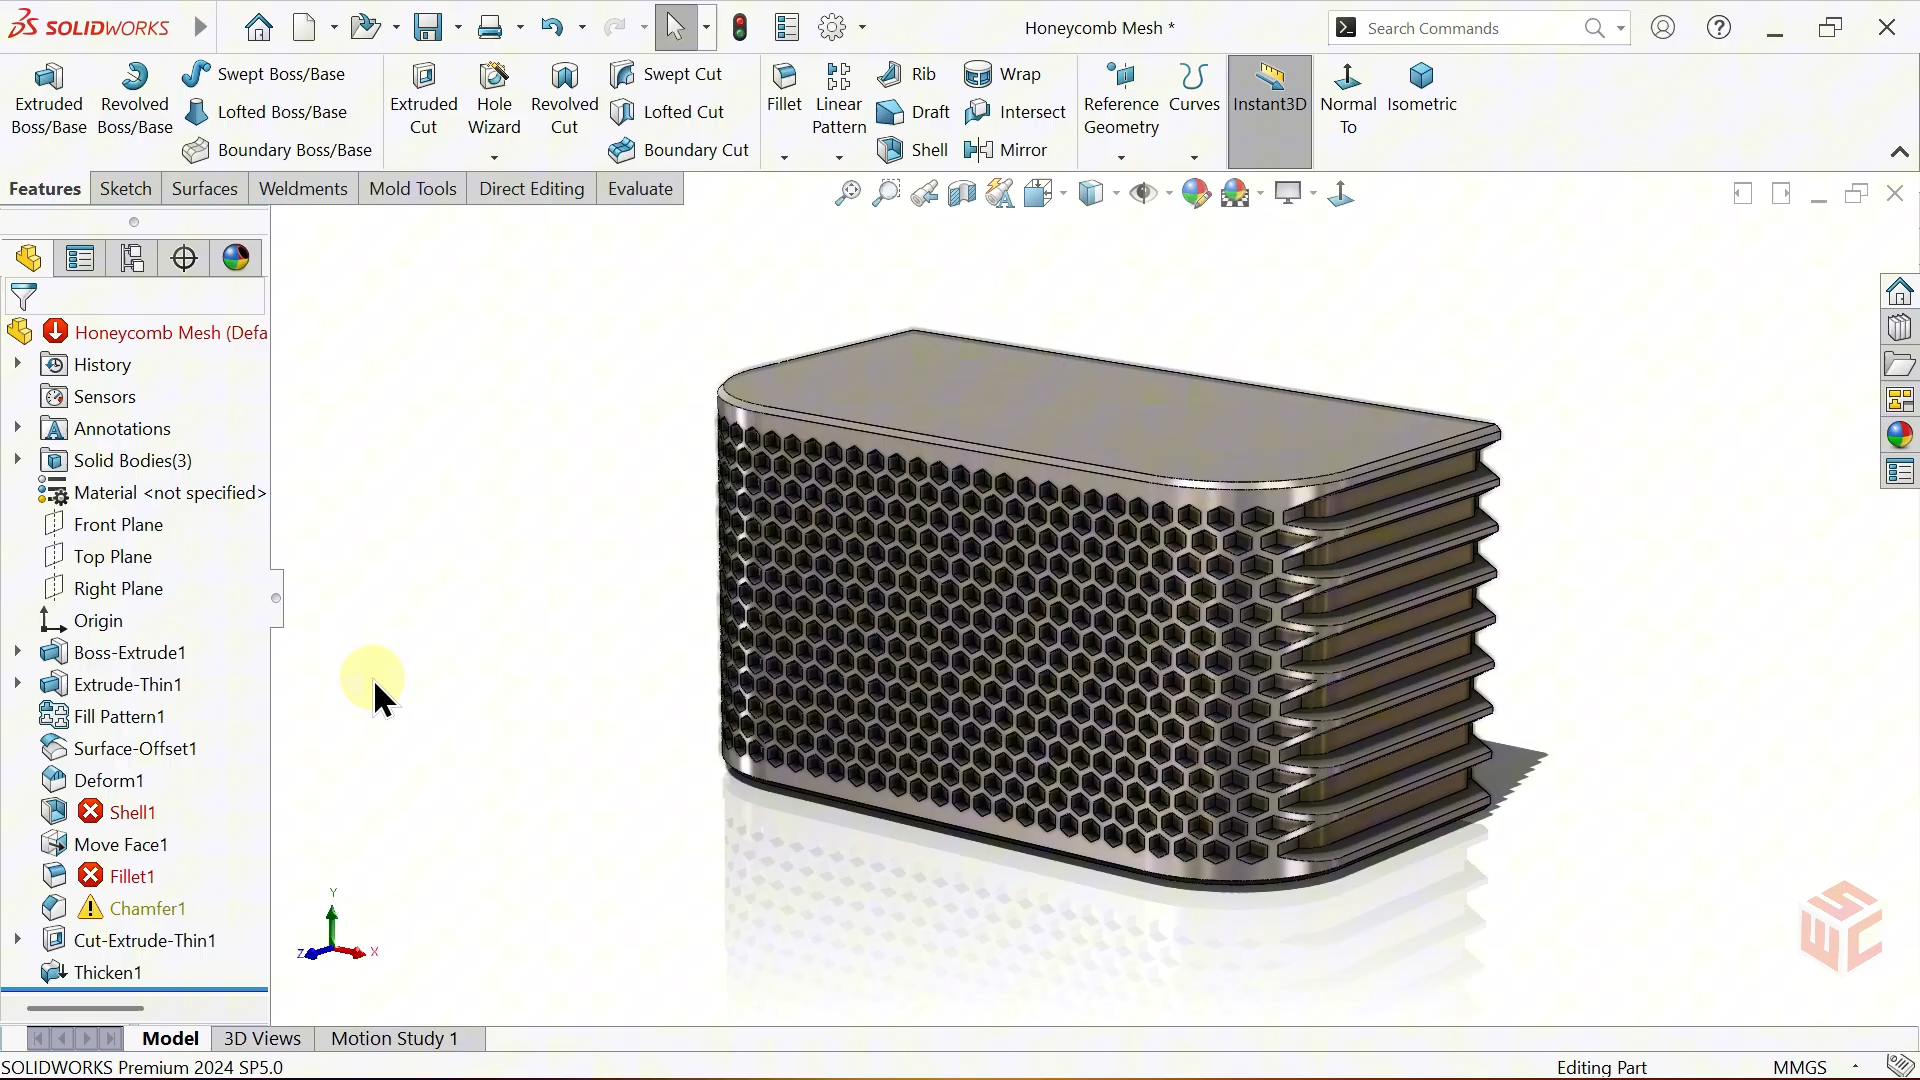 SOLIDWORKS
Honeycomb Mesh *
Search Commands
Extruded Boss/Base
Revolved Boss/Base
Swept Boss/Base
Lofted Boss/Base
Boundary Boss/Base
Extruded Cut
Hole Wizard
Revolved Cut
Swept Cut
Lofted Cut
Boundary Cut
Fillet
Linear Pattern
Rib
Draft
Shell
Wrap
Intersect
Mirror
Reference Geometry
Curves
Instant3D
Normal To
Isometric
Features
Sketch
Surfaces
Weldments
Mold Tools
Direct Editing
Evaluate
Honeycomb Mesh (Defa
History
Sensors
Annotations
Solid Bodies(3)
Material <not specified>
Front Plane
Top Plane
Right Plane
Origin
Boss-Extrude1
Extrude-Thin1
Fill Pattern1
Surface-Offset1
Deform1
Shell1
Move Face1
Fillet1
Chamfer1
Cut-Extrude-Thin1
Thicken1
Y
Z
X
SWC
Model
3D Views
Motion Study 1
SOLIDWORKS Premium 2024 SP5.0
Editing Part
MMGS